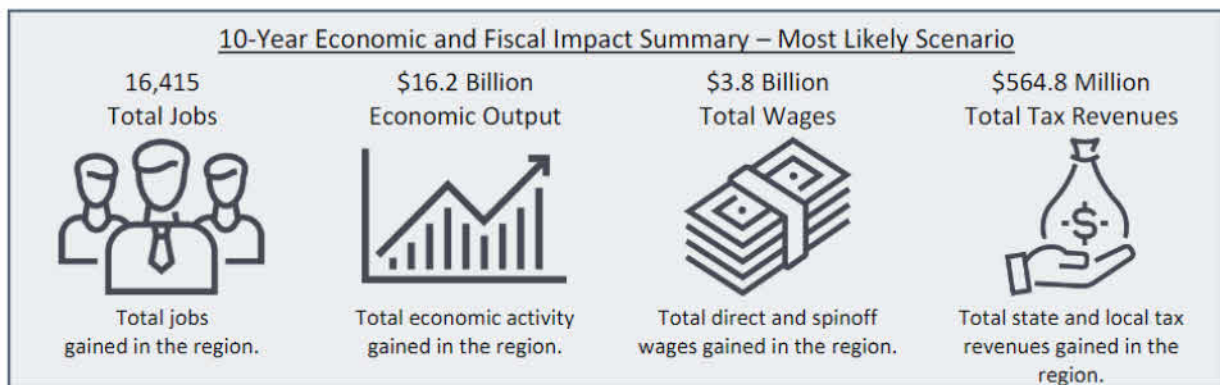 10-Year Economic and Fiscal Impact Summary – Most Likely Scenario
16,415
Total Jobs
$16.2 Billion
Economic Output
$3.8 Billion
Total Wages
$564.8 Million
Total Tax Revenues
-$-
Total jobs
gained in the region.
Total economic activity
gained in the region.
Total direct and spinoff
wages gained in the region.
Total state and local tax
revenues gained in the
region.